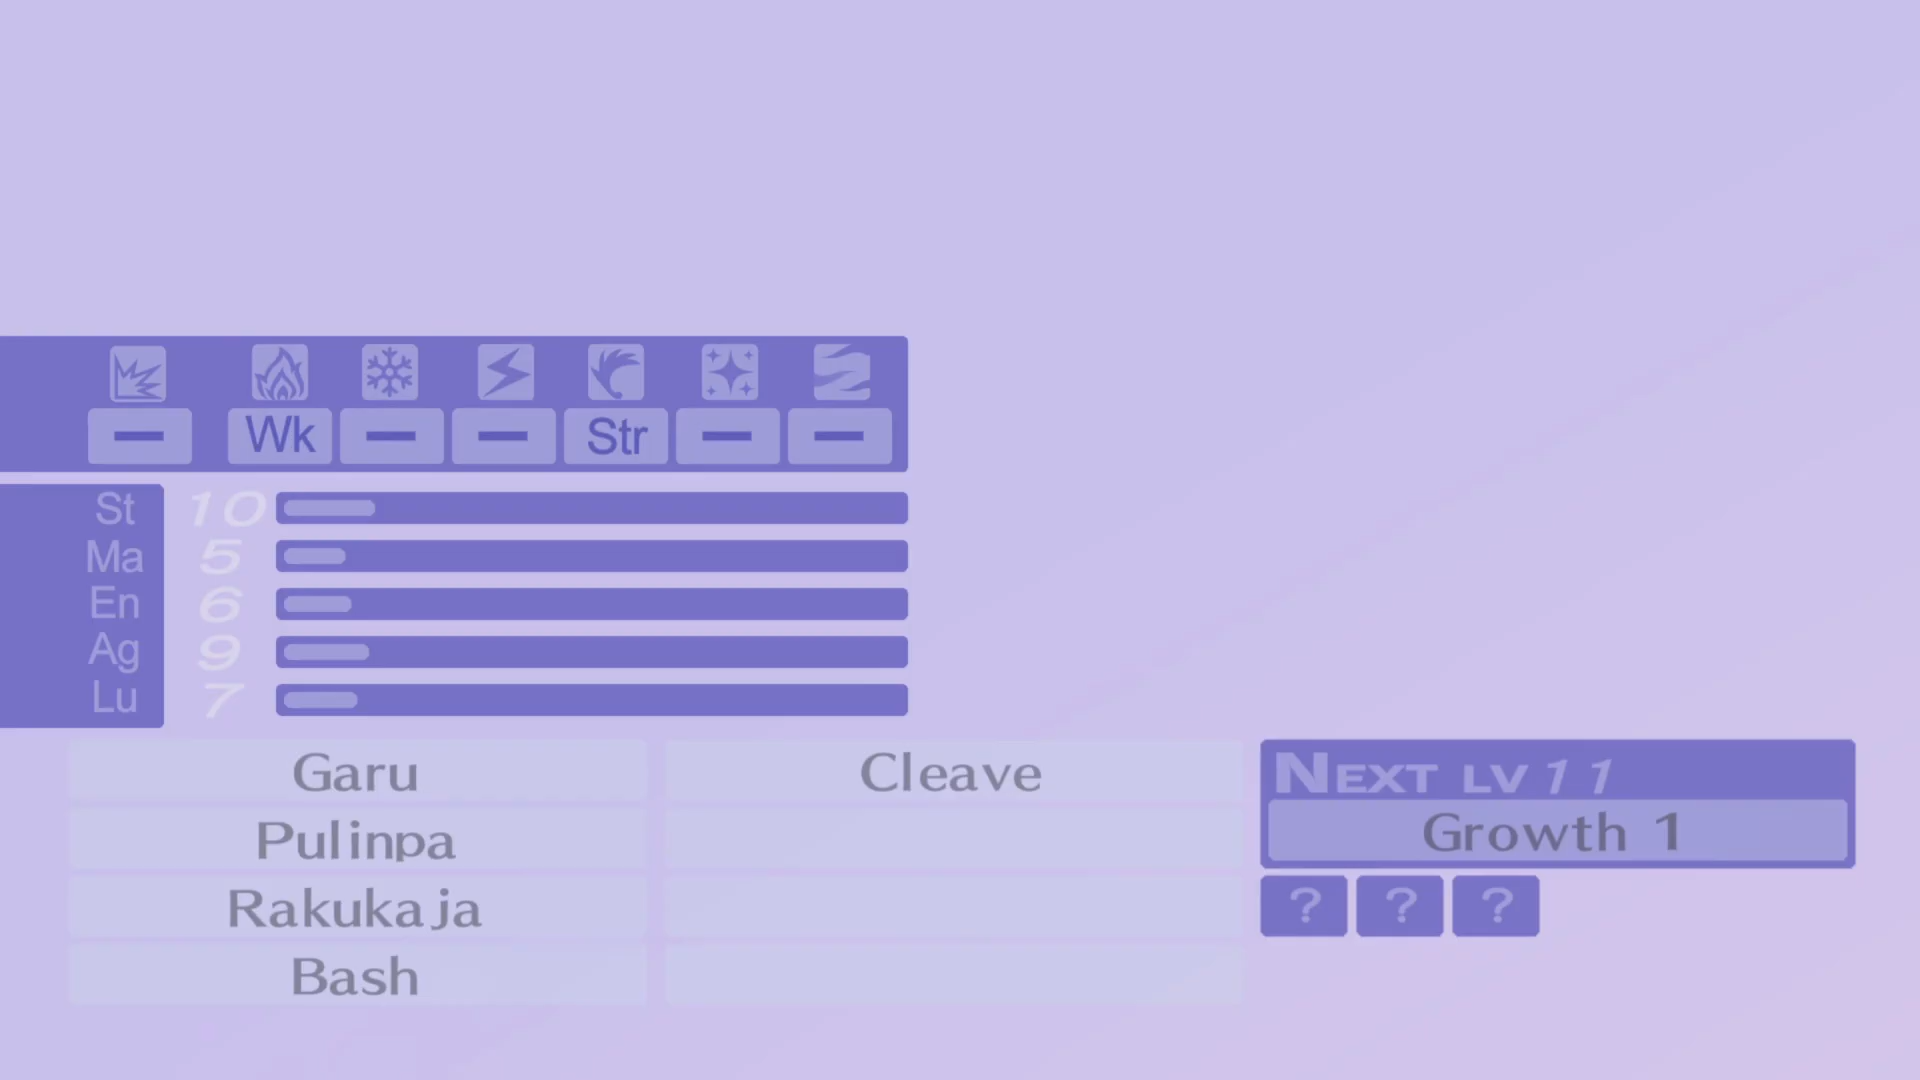 — Wk — — Str — —
St 10
Ma 5
En 6
Ag 9
Lu 7
Garu Cleave
Pulinpa
Rakukaja
Bash
NEXT LV 11
Growth 1
? ? ?